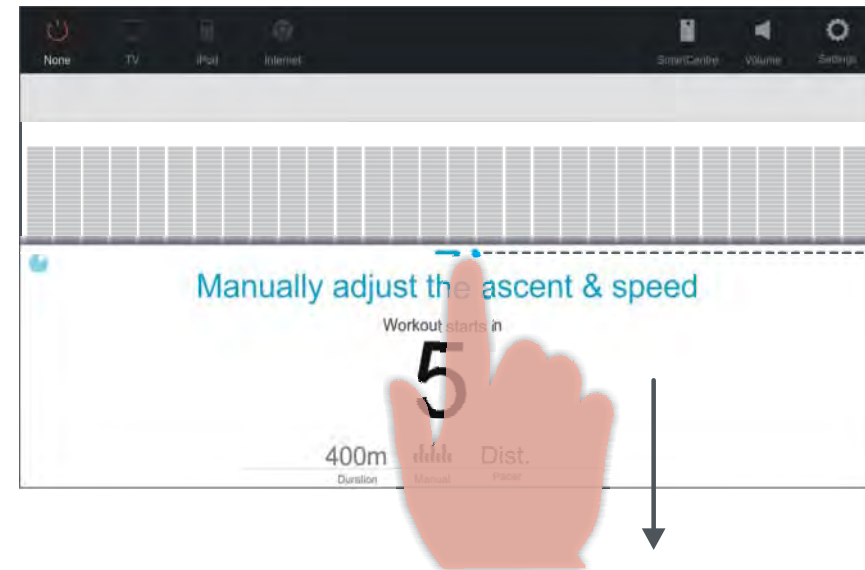 None TV iPod Internet SmartCentre Volume Settings
Manually adjust the ascent & speed
Workout starts in
5
400m Dist.
Duration Manual Pacer